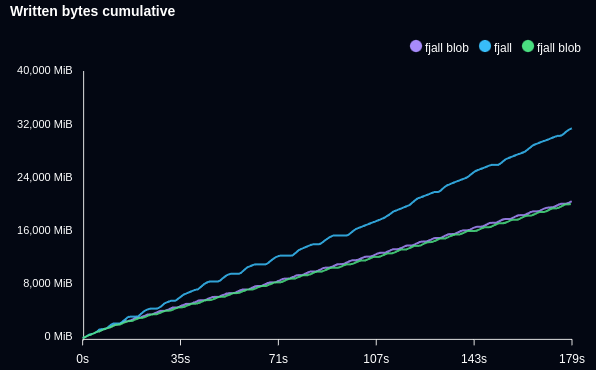 Written bytes cumulative
fjall blob fjall fjall blob
40,000 MiB
32,000 MiB
24,000 MiB
16,000 MiB
8,000 MiB
0 MiB
0s 35s 71s 107s 143s 179s